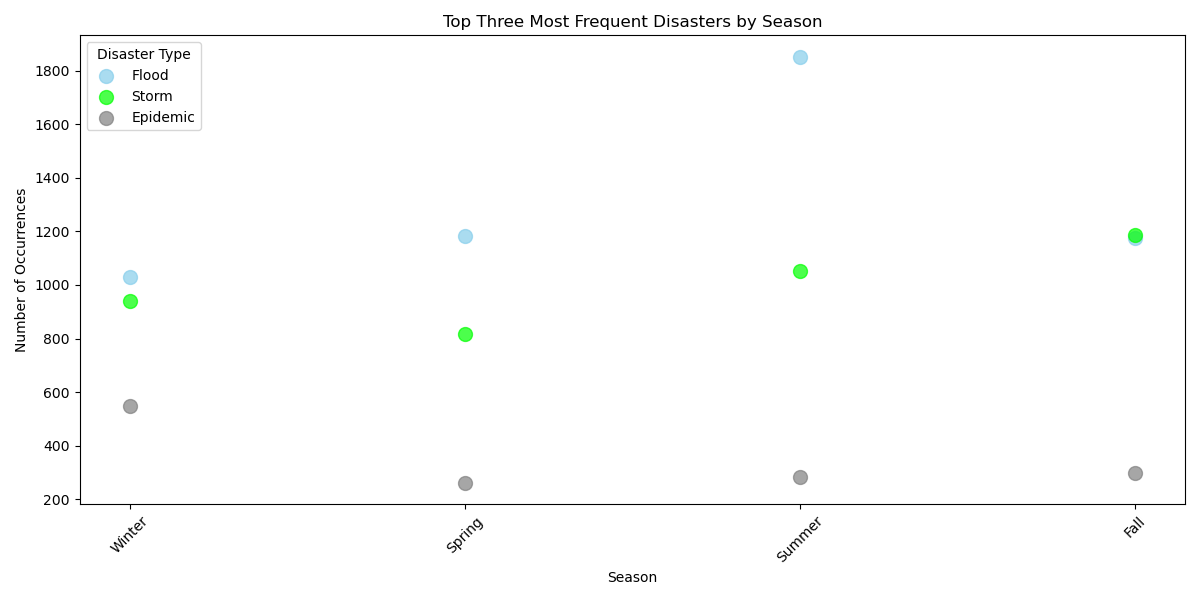 Top Three Most Frequent Disasters by Season
Disaster Type
Flood
Storm
Epidemic
Number of Occurrences
1800
1600
1400
1200
1000
800
600
400
200
Winter
Spring
Summer
Fall
Season